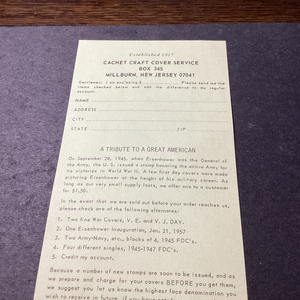 Established 1957
CACHET CRAFT COVER SERVICE
BOX 345
MILLBURN, NEW JERSEY 07041
Gentlemen: I am enclosing $ Please send me the
items checked below and add the difference to my regular
account.
NAME
ADDRESS
CITY
STATE ZIP
A TRIBUTE TO A GREAT AMERICAN
On September 28, 1945, when Eisenhower was the General of
the Army, the U.S. issued a stamp honoring the entire Army for
its victories in World War II. A few first day covers were made
picturing Eisenhower at the height of his military career. As
long as our very small supply lasts, we offer one to a customer
for $1.50.
In the event that we are sold out before your order reaches us,
please check one of the following alternates:
1. Two End War Covers, V.E. and V.J. DAY.
2. One Eisenhower Inauguration, Jan. 21, 1957
3. Two Army-Navy, etc., blocks of 4, 1945 FDC's.
4. Four different singles, 1945-1947 FDC's.
5. Credit my account.
Because a number of new stamps are soon to be issued, and as
we prepare and charge for your covers BEFORE you get them,
we suggest you let us know the highest face denomination you
wish to receive in future, if you